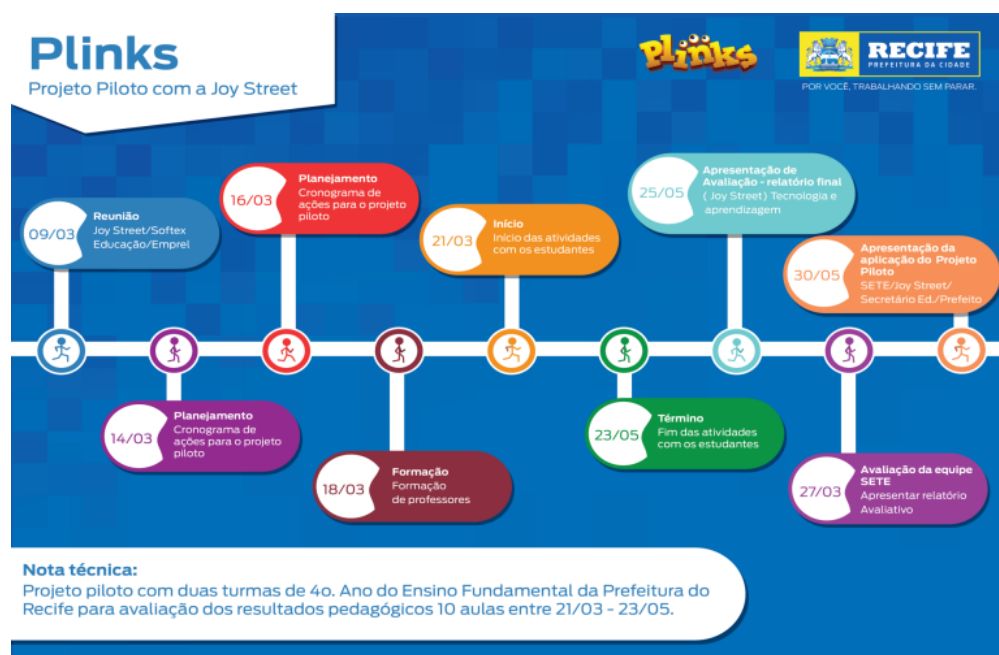 Plinks
Projeto Piloto com a Joy Street
Plinks
RECIFE
PREFEITURA DA CIDADE
POR VOCÊ, TRABALHANDO SEM PARAR.
09/03
Reunião
Joy Street/Softex
Educação/Emprel
14/03
Planejamento
Cronograma de
ações para o projeto
piloto
16/03
Planejamento
Cronograma de
ações para o projeto
piloto
18/03
Formação
Formação
de professores
21/03
Início
Início das atividades
com os estudantes
23/05
Término
Fim das atividades
com os estudantes
25/05
Apresentação de
Avaliação - relatório final
( Joy Street) Tecnologia e
aprendizagem
27/03
Avaliação da equipe
SETE
Apresentar relatório
Avaliativo
30/05
Apresentação da
aplicação do Projeto
Piloto
SETE/Joy Street/
Secretário Ed./Prefeito
Nota técnica:
Projeto piloto com duas turmas de 4o. Ano do Ensino Fundamental da Prefeitura do
Recife para avaliação dos resultados pedagógicos 10 aulas entre 21/03 - 23/05.